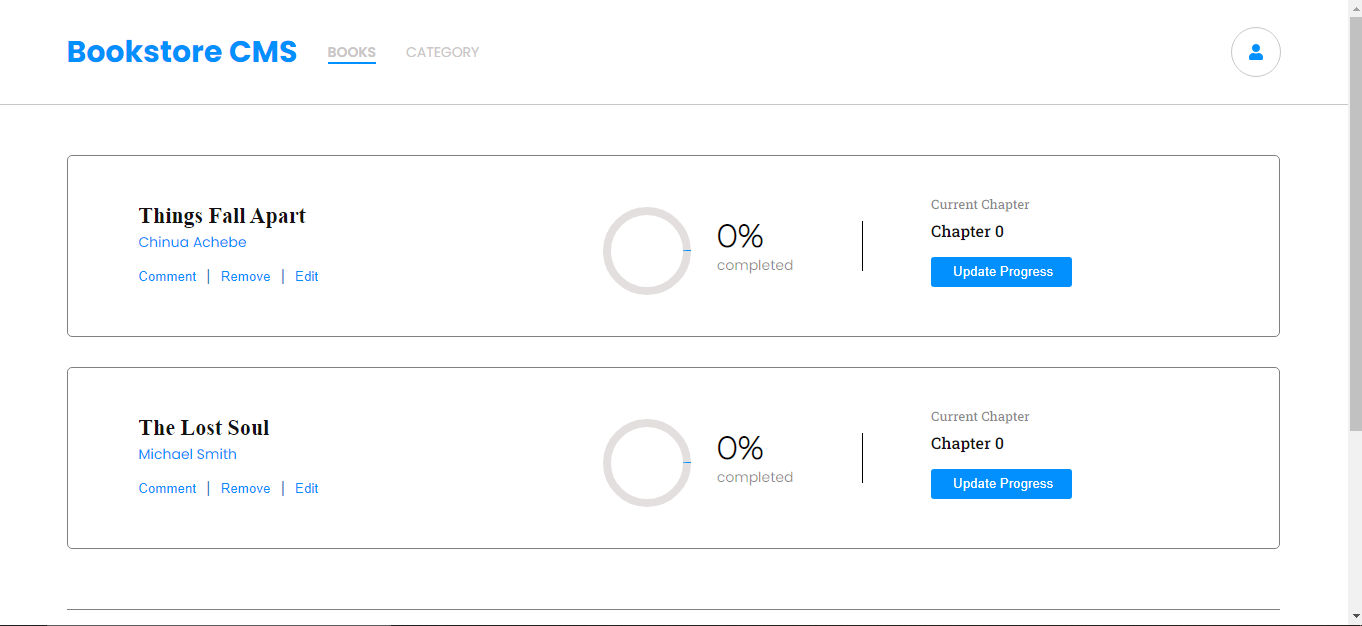 Bookstore CMS BOOKS CATEGORY
Things Fall Apart
Chinua Achebe
Comment | Remove | Edit
0%
completed
Current Chapter
Chapter 0
Update Progress
The Lost Soul
Michael Smith
Comment | Remove | Edit
0%
completed
Current Chapter
Chapter 0
Update Progress